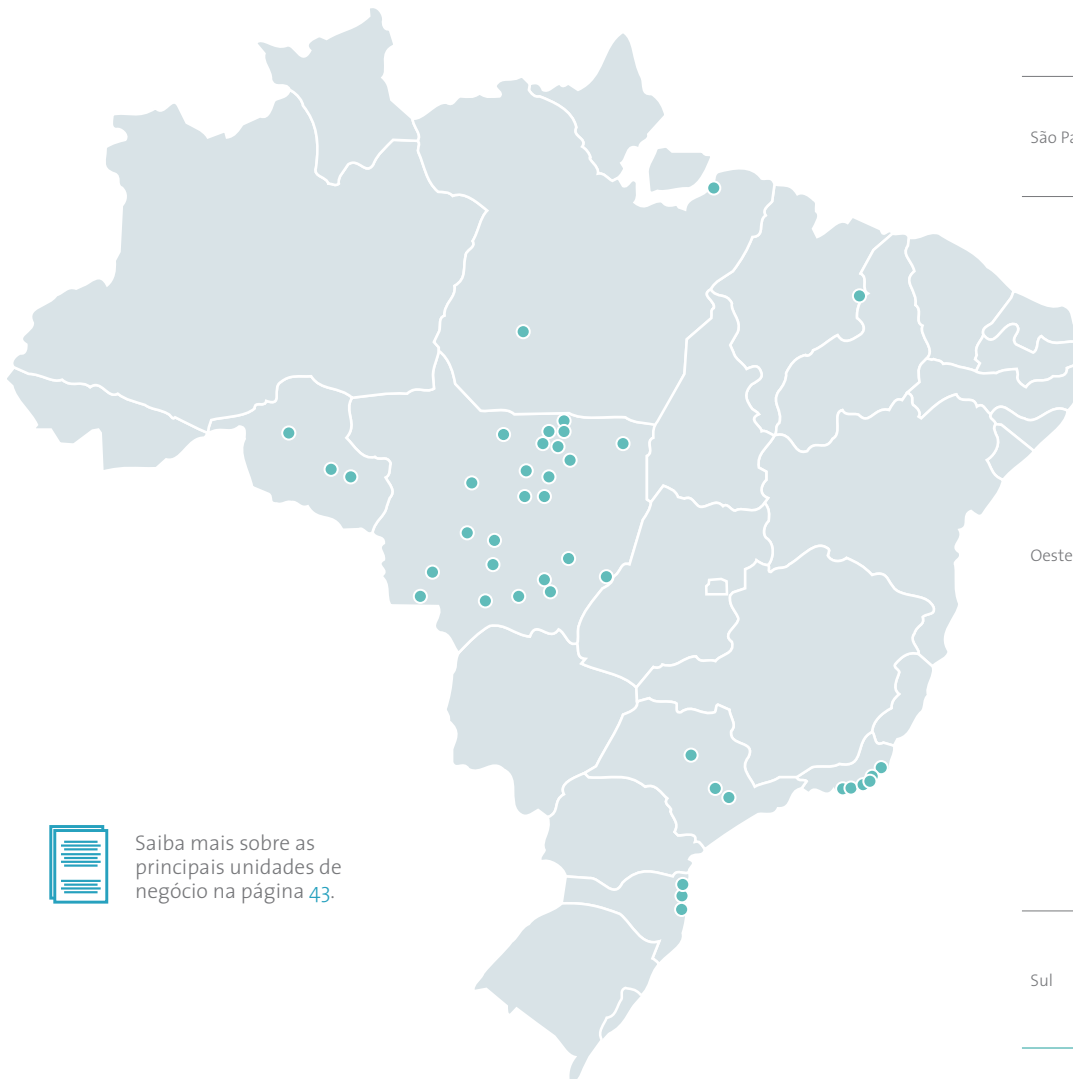 São Pa
Oeste
Saiba mais sobre as
principais unidades de
negócio na página 43.
Sul